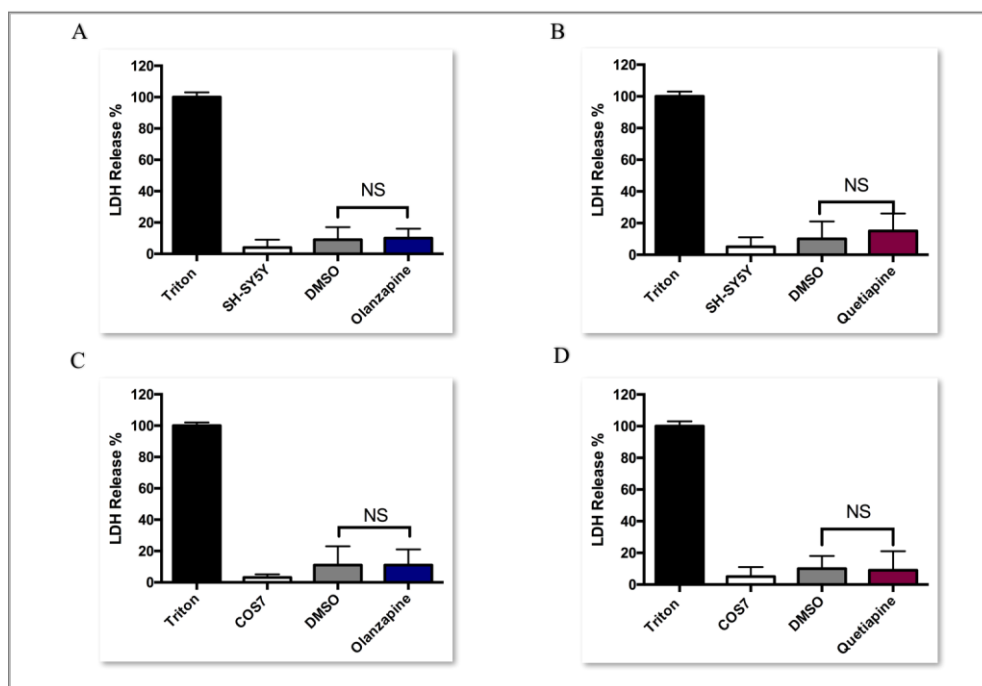 A
LDH Release %
120
100
80
60
40
20
0
NS
Triton
SH-SY5Y
DMSO
Olanzapine
B
LDH Release %
120
100
80
60
40
20
0
NS
Triton
SH-SY5Y
DMSO
Quetiapine
C
LDH Release %
120
100
80
60
40
20
0
NS
Triton
COS7
DMSO
Olanzapine
D
LDH Release %
120
100
80
60
40
20
0
NS
Triton
COS7
DMSO
Quetiapine